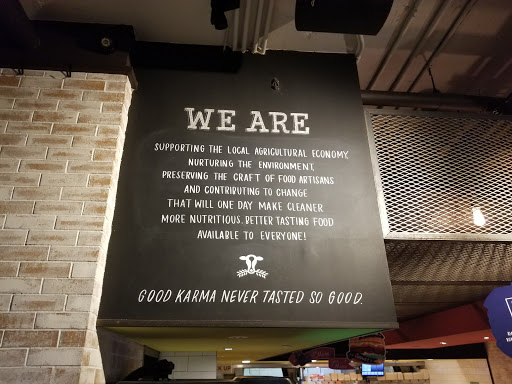 WE ARE
SUPPORTING THE LOCAL AGRICULTURAL ECONOMY,
NURTURING THE ENVIRONMENT,
PRESERVING THE CRAFT OF FOOD ARTISANS
AND CONTRIBUTING TO CHANGE
THAT WILL ONE DAY MAKE CLEANER
MORE NUTRITIOUS, BETTER TASTING FOOD
AVAILABLE TO EVERYONE!
GOOD KARMA NEVER TASTED SO GOOD.